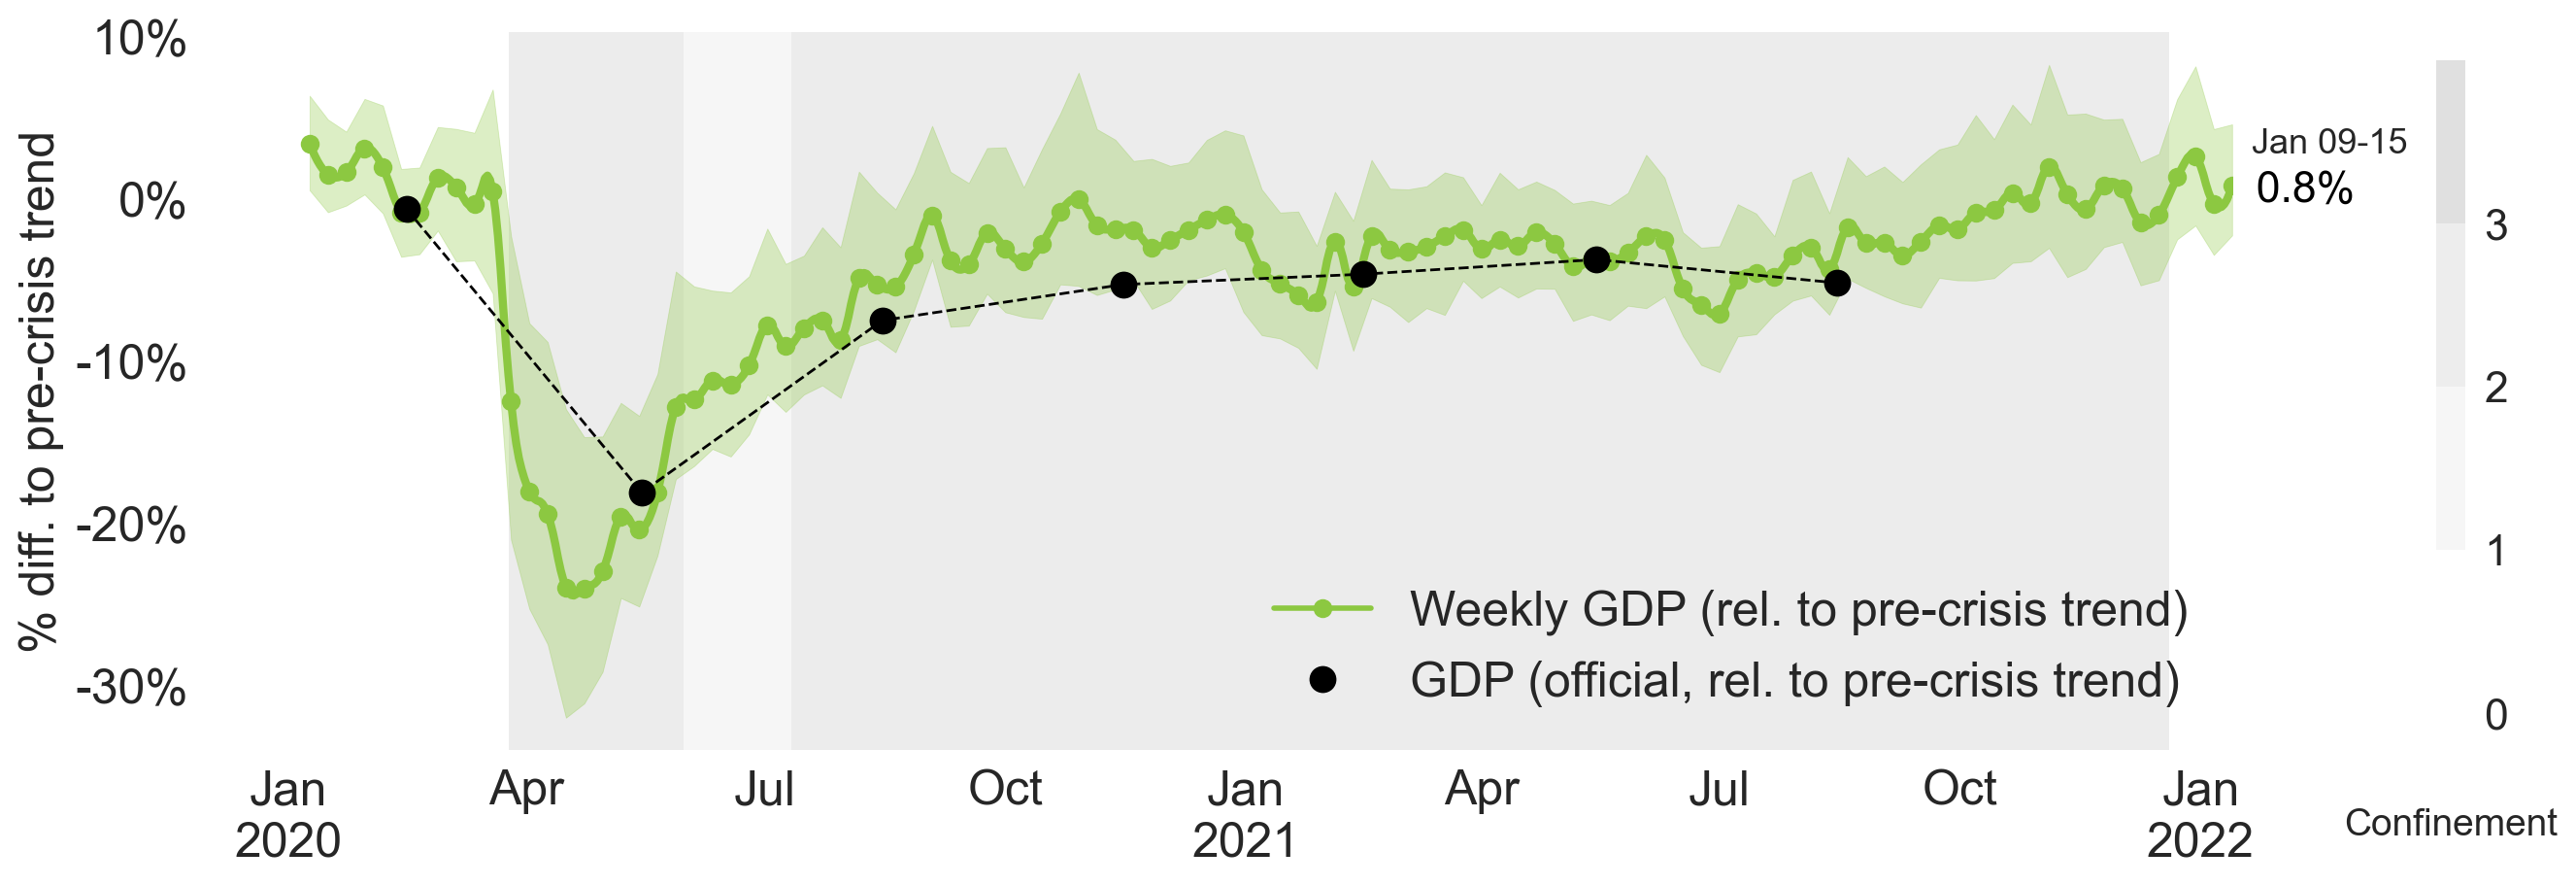 % diff. to pre-crisis trend
10%
0%
-10%
-20%
-30%
Jan 09-15
0.8%
Weekly GDP (rel. to pre-crisis trend)
GDP (official, rel. to pre-crisis trend)
Jan
2020
Apr
Jul
Oct
Jan
2021
Apr
Jul
Oct
Jan
2022
3
2
1
0
Confinement